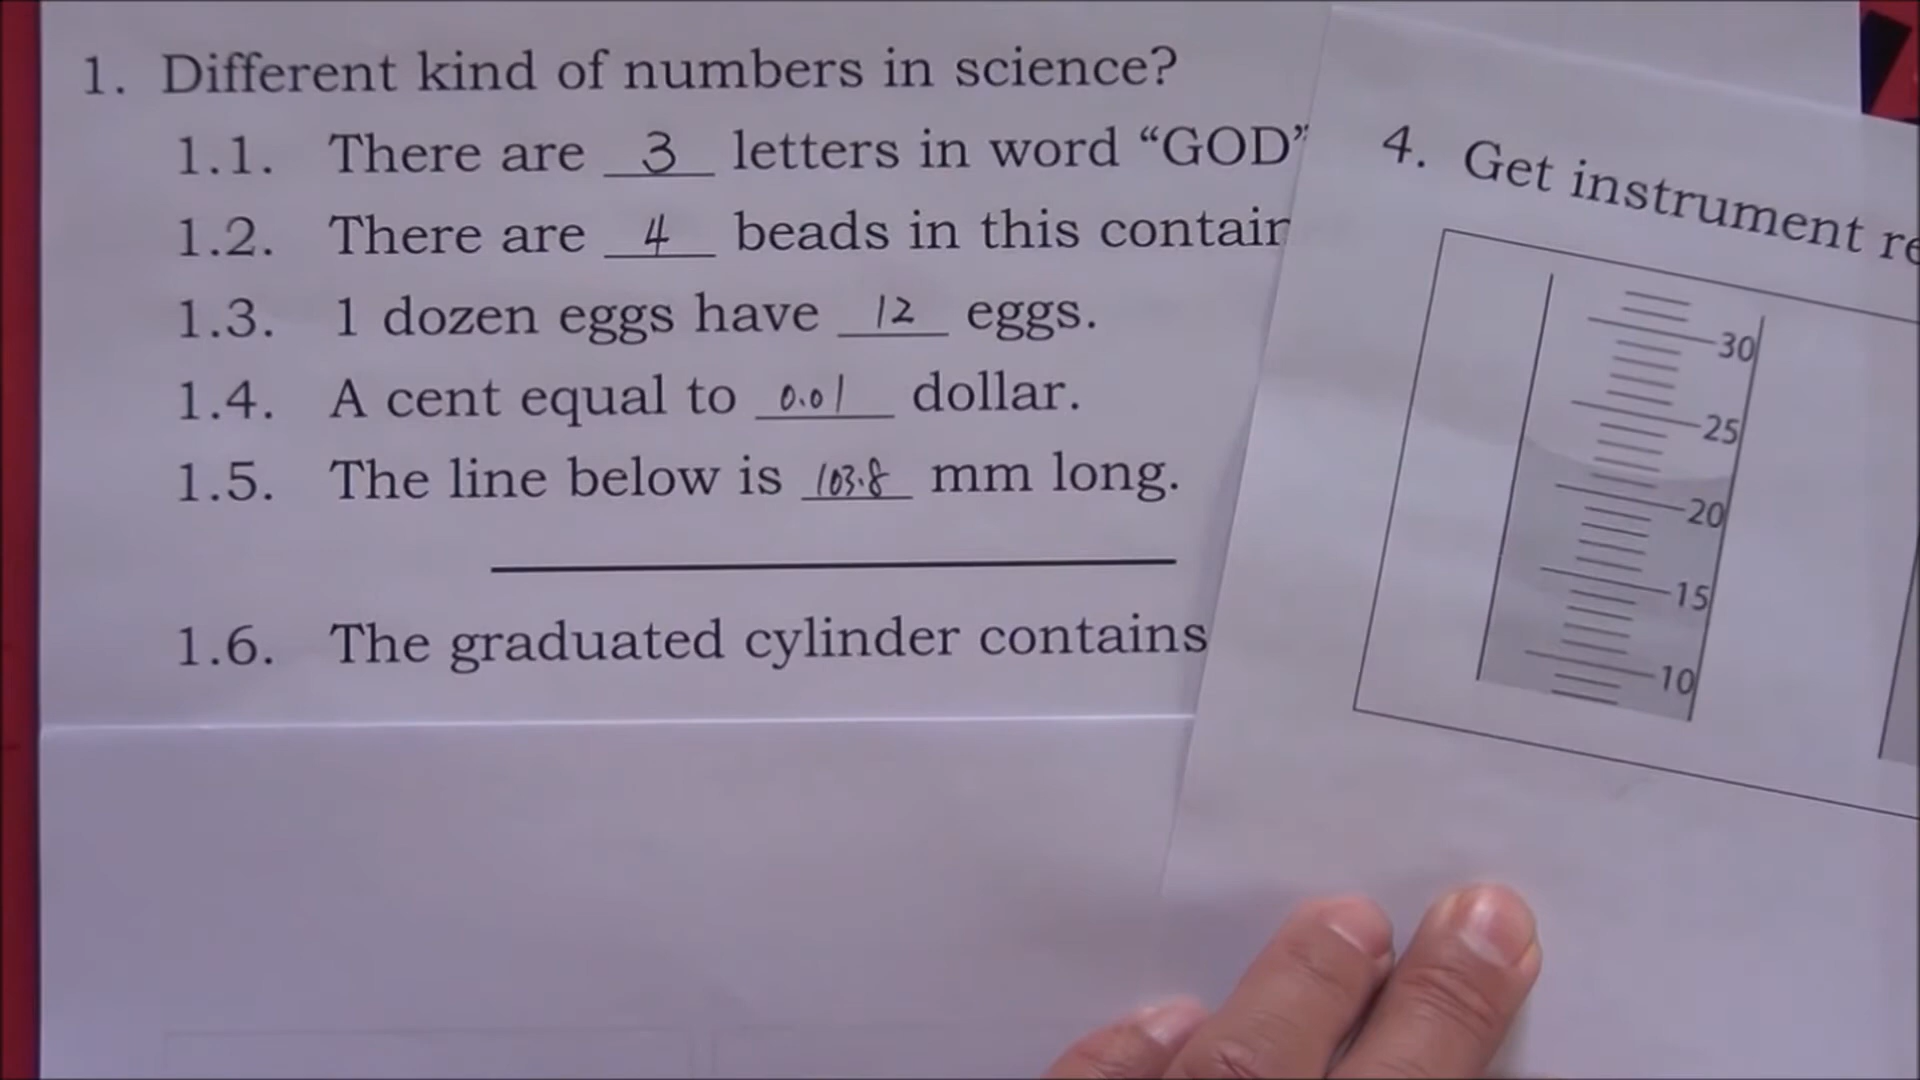 1. Different kind of numbers in science?
1.1. There are 3 letters in word “GOD”
1.2. There are 4 beads in this contain
1.3. 1 dozen eggs have 12 eggs.
1.4. A cent equal to 0.01 dollar.
1.5. The line below is 103.8 mm long.
1.6. The graduated cylinder contains
4. Get instrument re
30
25
20
15
10